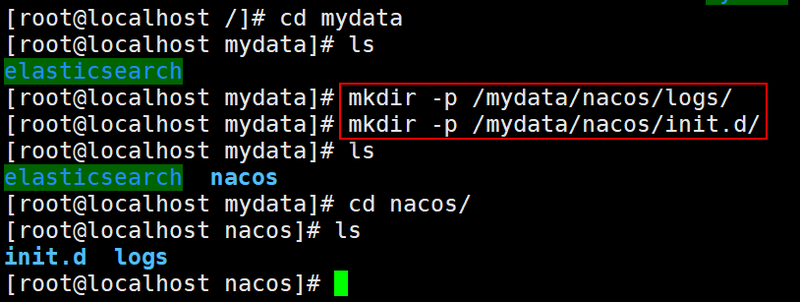 [root@localhost /]# cd mydata
[root@localhost mydata]# ls
elasticsearch
[root@localhost mydata]# mkdir -p /mydata/nacos/logs/
[root@localhost mydata]# mkdir -p /mydata/nacos/init.d/
[root@localhost mydata]# ls
elasticsearch  nacos
[root@localhost mydata]# cd nacos/
[root@localhost nacos]# ls
init.d  logs
[root@localhost nacos]#